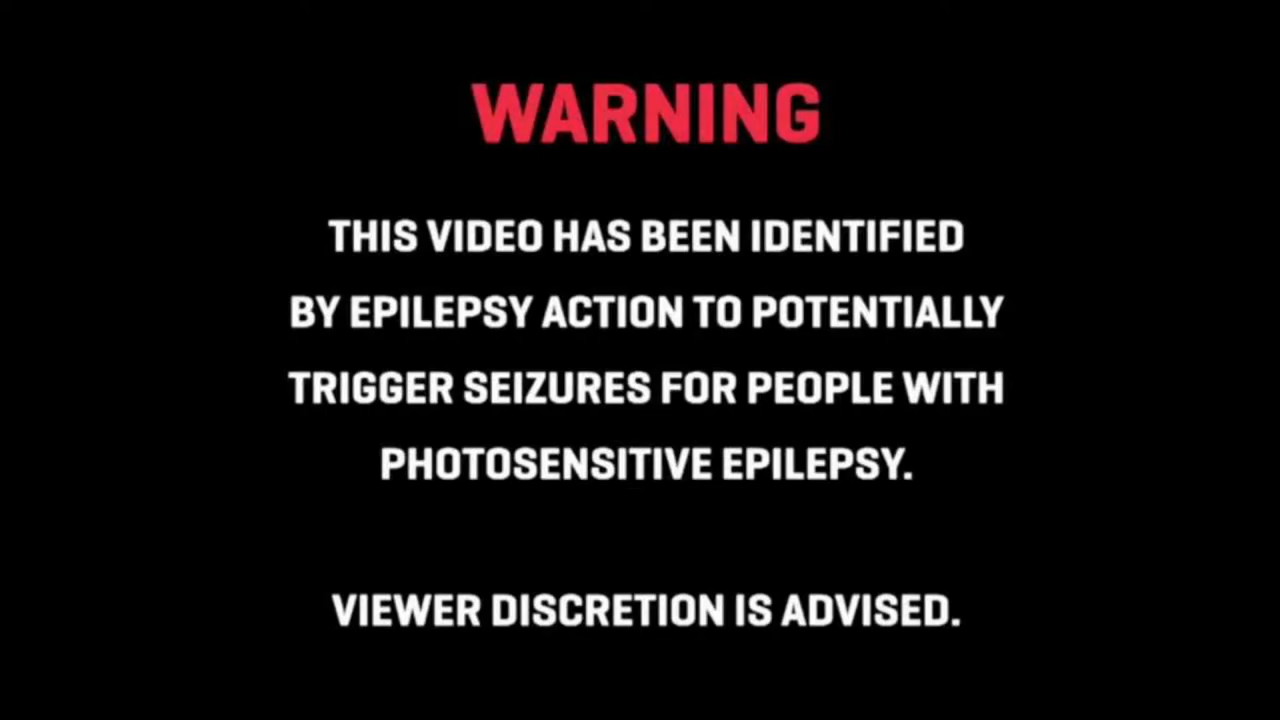 WARNING
THIS VIDEO HAS BEEN IDENTIFIED
BY EPILEPSY ACTION TO POTENTIALLY
TRIGGER SEIZURES FOR PEOPLE WITH
PHOTOSENSITIVE EPILEPSY.
VIEWER DISCRETION IS ADVISED.